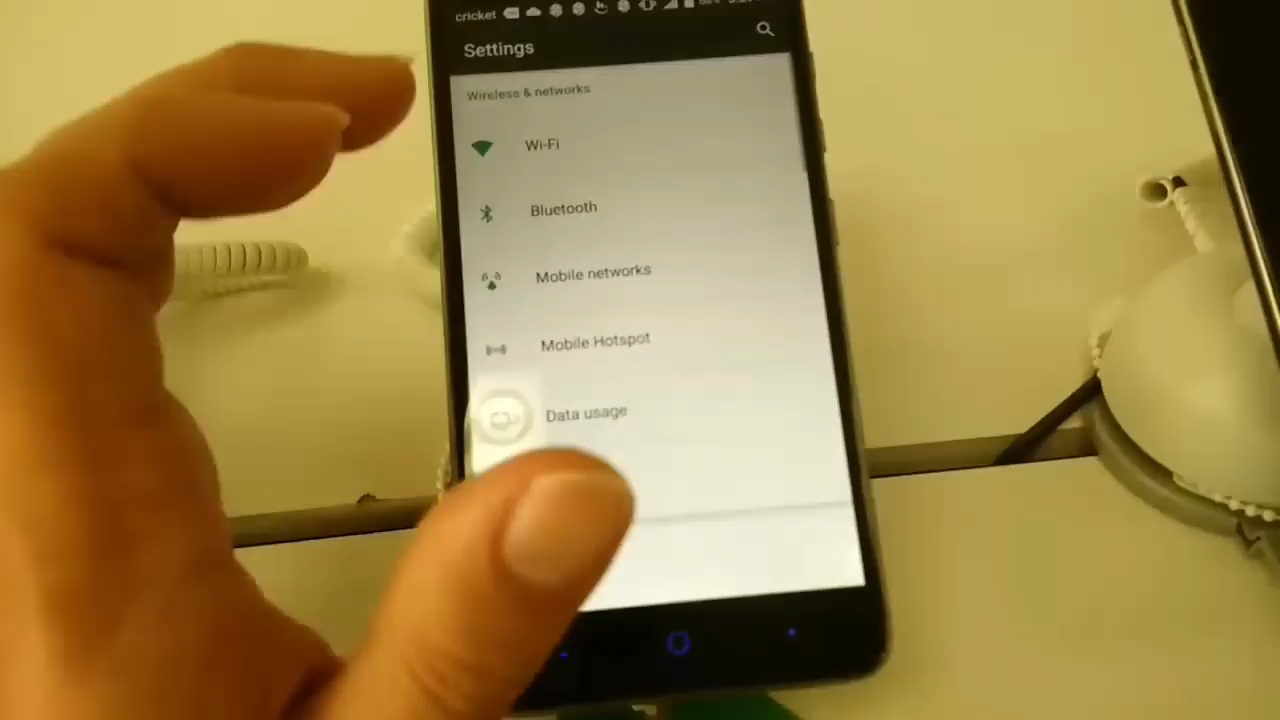 cricket
Settings
Wireless & networks
Wi-Fi
Bluetooth
Mobile networks
Mobile Hotspot
Data usage